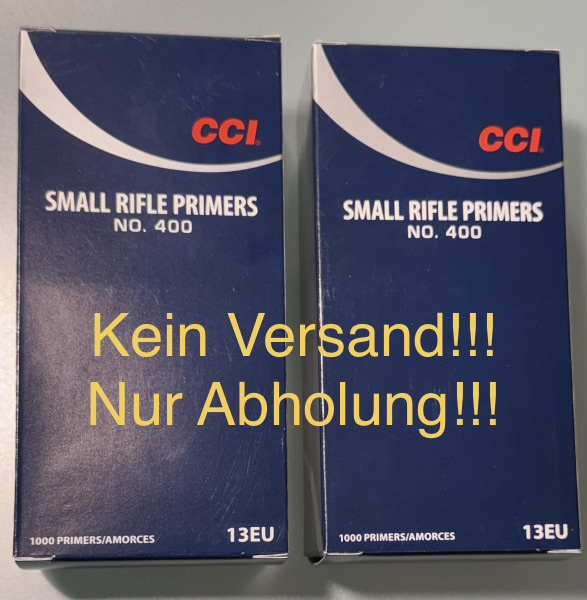 CCI
SMALL RIFLE PRIMERS
NO. 400
1000 PRIMERS/AMORCES
13EU
CCI
SMALL RIFLE PRIMERS
NO. 400
1000 PRIMERS/AMORCES
13EU
Kein Versand!!!
Nur Abholung!!!